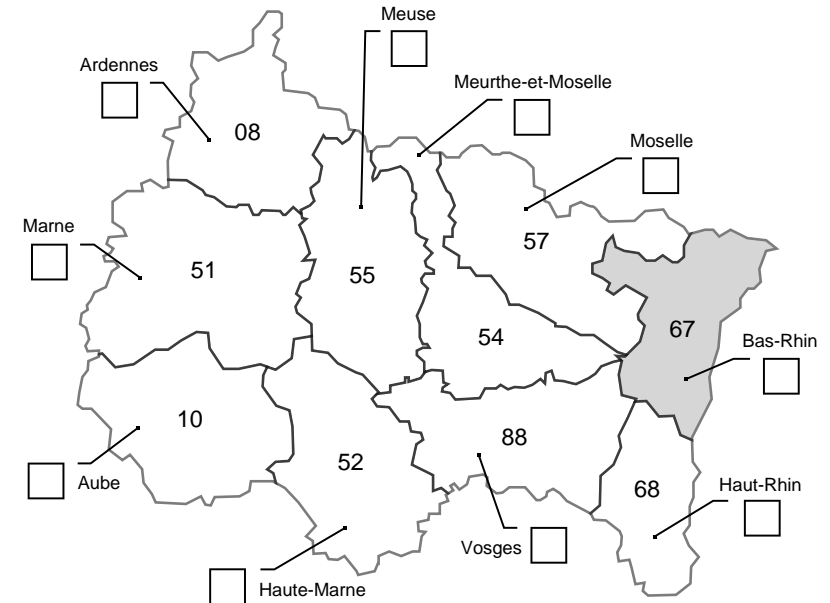 Meuse
Ardennes
Meurthe-et-Moselle
08
Moselle
Marne
57
51
55
67
54
Bas-Rhin
10
88
52
Aube
68
Haut-Rhin
Vosges
Haute-Marne